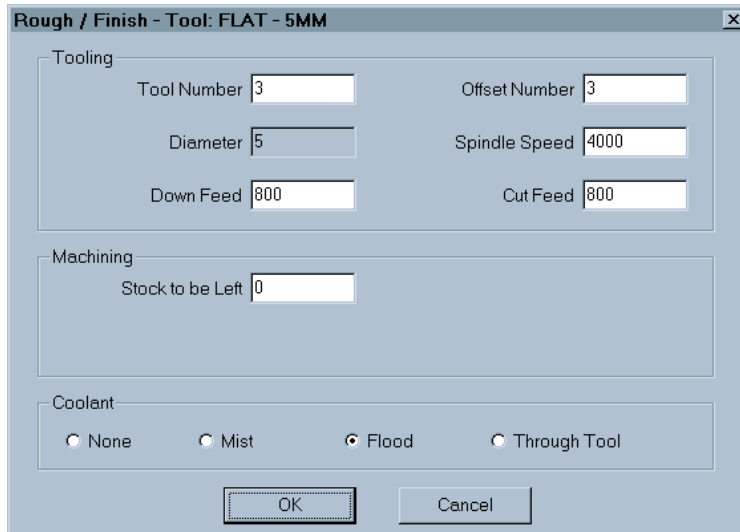 Rough / Finish - Tool: FLAT - 5MM
Tooling
Tool Number 3 Offset Number 3
Diameter 5 Spindle Speed 4000
Down Feed 800 Cut Feed 800
Machining
Stock to be Left 0
Coolant
None Mist Flood Through Tool
OK Cancel